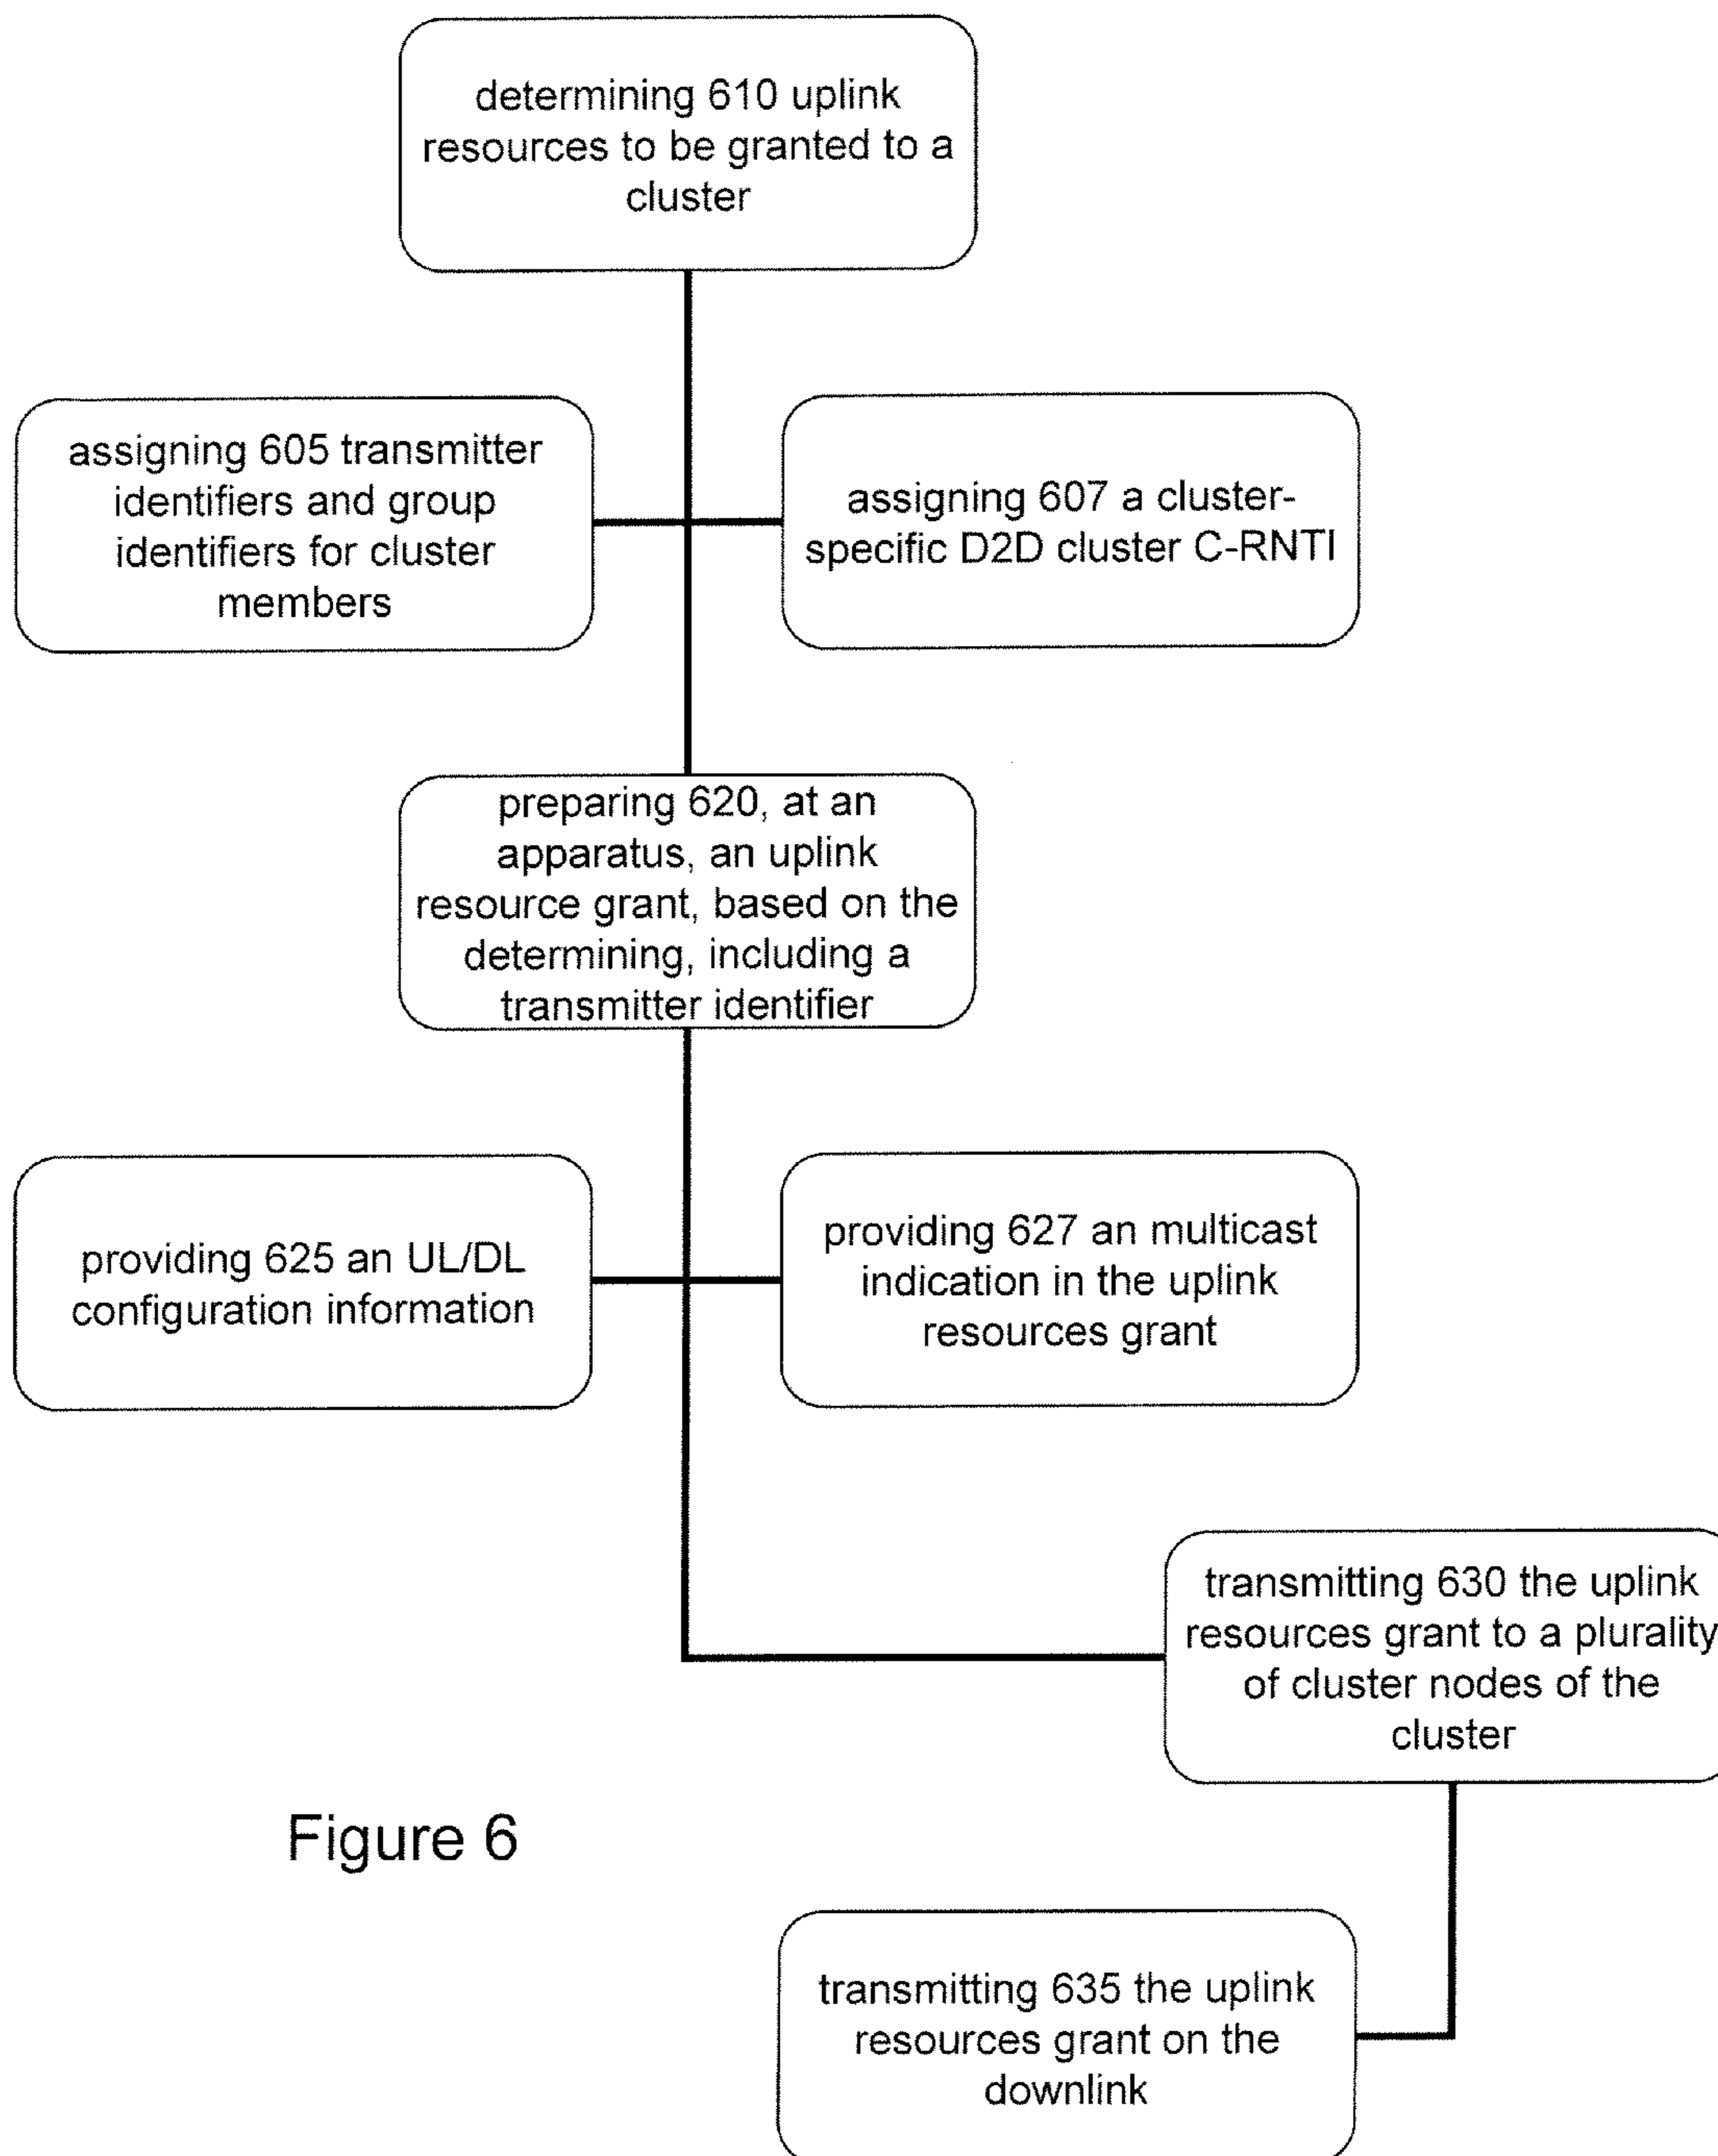 determining 610 uplink
resources to be granted to a
cluster
assigning 605 transmitter
identifiers and group
identifiers for cluster
members
assigning 607 a cluster-
specific D2D cluster C-RNTI
preparing 620, at an
apparatus, an uplink
resource grant, based on the
determining, including a
transmitter identifier
providing 625 an UL/DL
configuration information
providing 627 an multicast
indication in the uplink
resources grant
transmitting 630 the uplink
resources grant to a plurality
of cluster nodes of the
cluster
Figure 6
transmitting 635 the uplink
resources grant on the
downlink